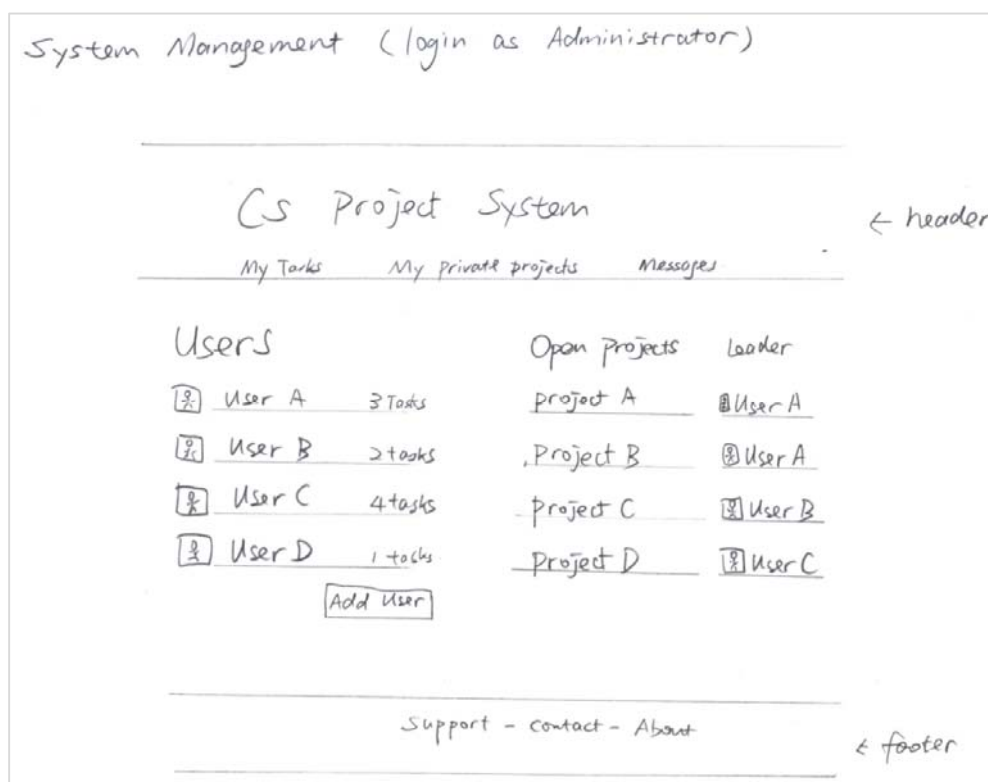 System Management (login as Administrator)
Cs Project System
← header
My Tasks My private projects Messages
Users Open Projects Leader
User A 3 Tasks project A User A
User B 2 tasks Project B User A
User C 4 tasks project C User B
User D 1 tasks Project D User C
Add User
Support - Contact - About
← footer